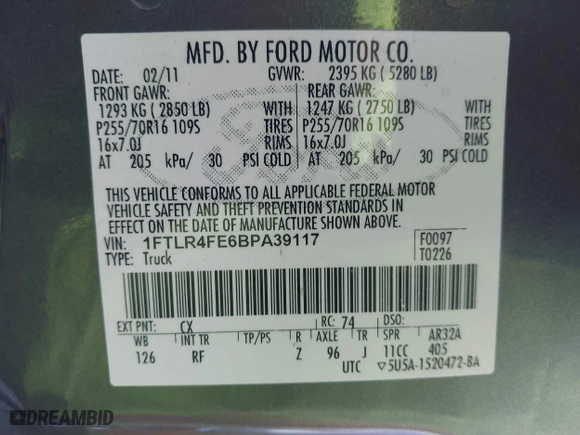 MFD. BY FORD MOTOR CO.
DATE: 02/11 GVWR: 2395 KG ( 5280 LB)
FRONT GAWR: REAR GAWR:
1293 KG ( 2850 LB) WITH 1247 KG ( 2750 LB) WITH
P255/70R16 109S TIRES P255/70R16 109S TIRES
16x7.0J RIMS 16x7.0J RIMS
AT 205 kPa/ 30 PSI COLD AT 205 kPa/ 30 PSI COLD
THIS VEHICLE CONFORMS TO ALL APPLICABLE FEDERAL MOTOR
VEHICLE SAFETY AND THEFT PREVENTION STANDARDS IN
EFFECT ON THE DATE OF MANUFACTURE SHOWN ABOVE.
VIN: 1FTLR4FE6BPA39117 F0097
TYPE: Truck T0226
EXT PNT: CX RC: 74 DSO:
WB INT TR TP/PS R AXLE TR SPR AR32A
126 RF Z 96 J 11CC 405
UTC ▽5U5A-1520472-BA
DREAMBID